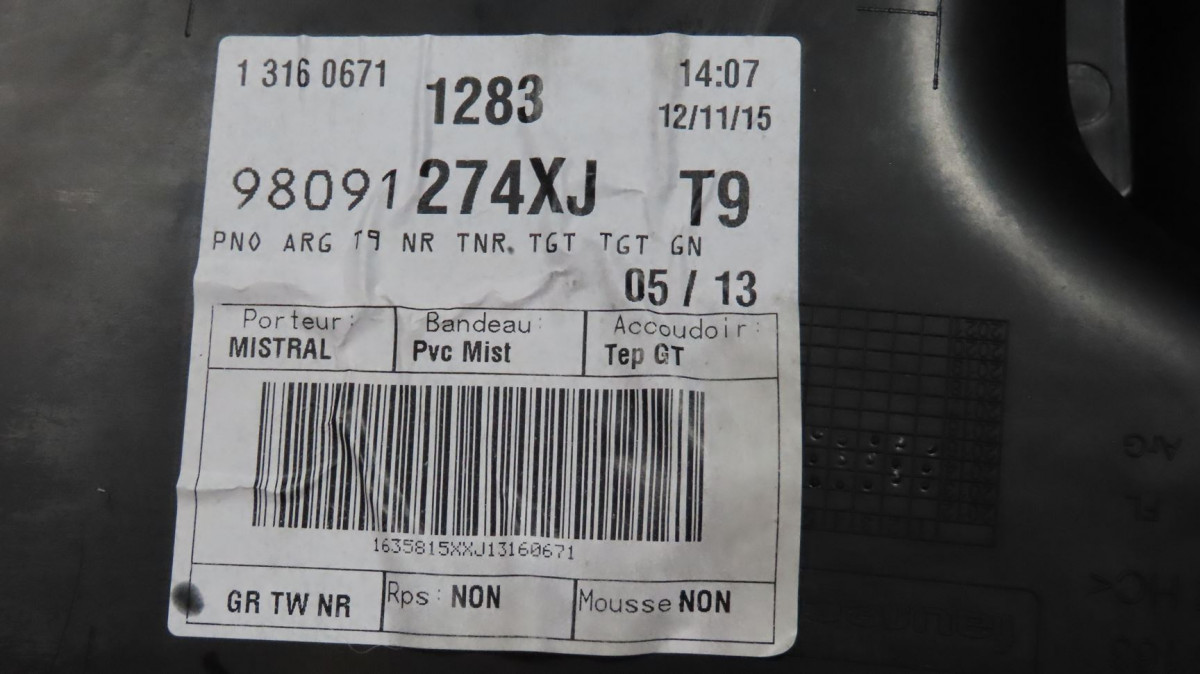 1 316 0671 1283 14:07
12/11/15
98091 274XJ T9
PNO ARG T9 NR TNR. TGT TGT GN
05 / 13
Porteur: Bandeau: Accoudoir:
MISTRAL Pvc Mist Tep GT
1635815XXJ13160671
GR TW NR Rps: NON Mousse NON
ArG